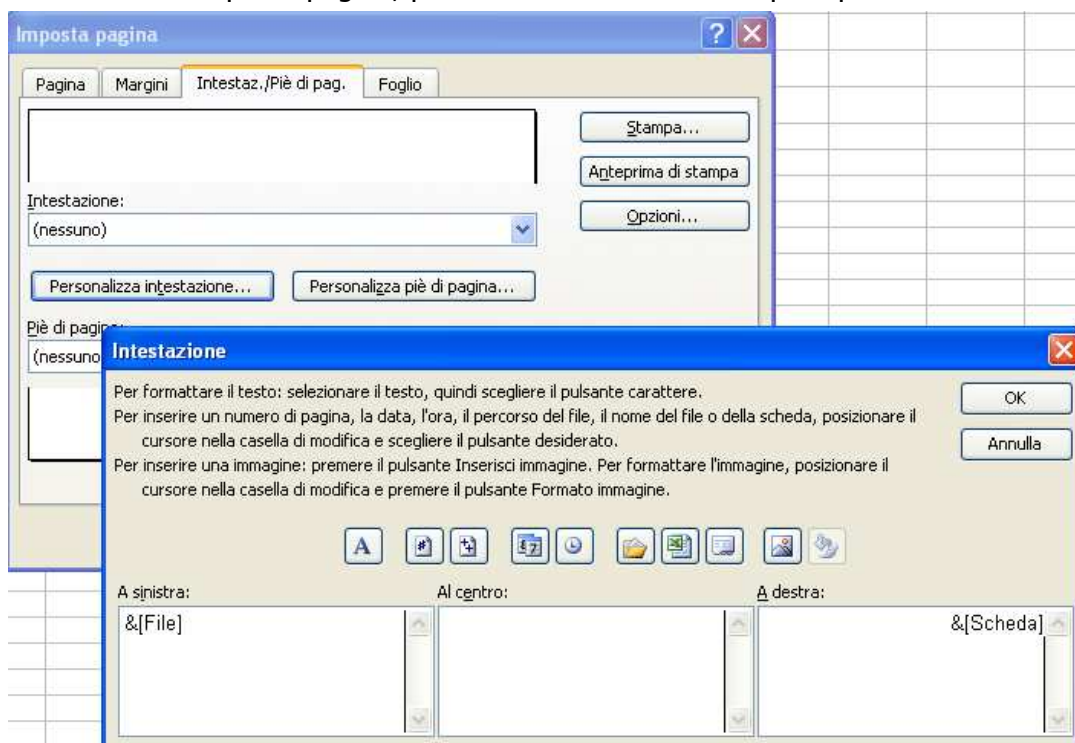 Imposta pagina
Pagina Margini Intestaz./Piè di pag. Foglio
Stampa...
Anteprima di stampa
Intestazione:
(nessuno)
Opzioni...
Personalizza intestazione... Personalizza piè di pagina...
Piè di pagina:
(nessuno
Intestazione
Per formattare il testo: selezionare il testo, quindi scegliere il pulsante carattere.
OK
Per inserire un numero di pagina, la data, l'ora, il percorso del file, il nome del file o della scheda, posizionare il
cursore nella casella di modifica e scegliere il pulsante desiderato.
Annulla
Per inserire una immagine: premere il pulsante Inserisci immagine. Per formattare l'immagine, posizionare il
cursore nella casella di modifica e premere il pulsante Formato immagine.
A
A sinistra: Al centro: A destra:
&[File] &[Scheda]